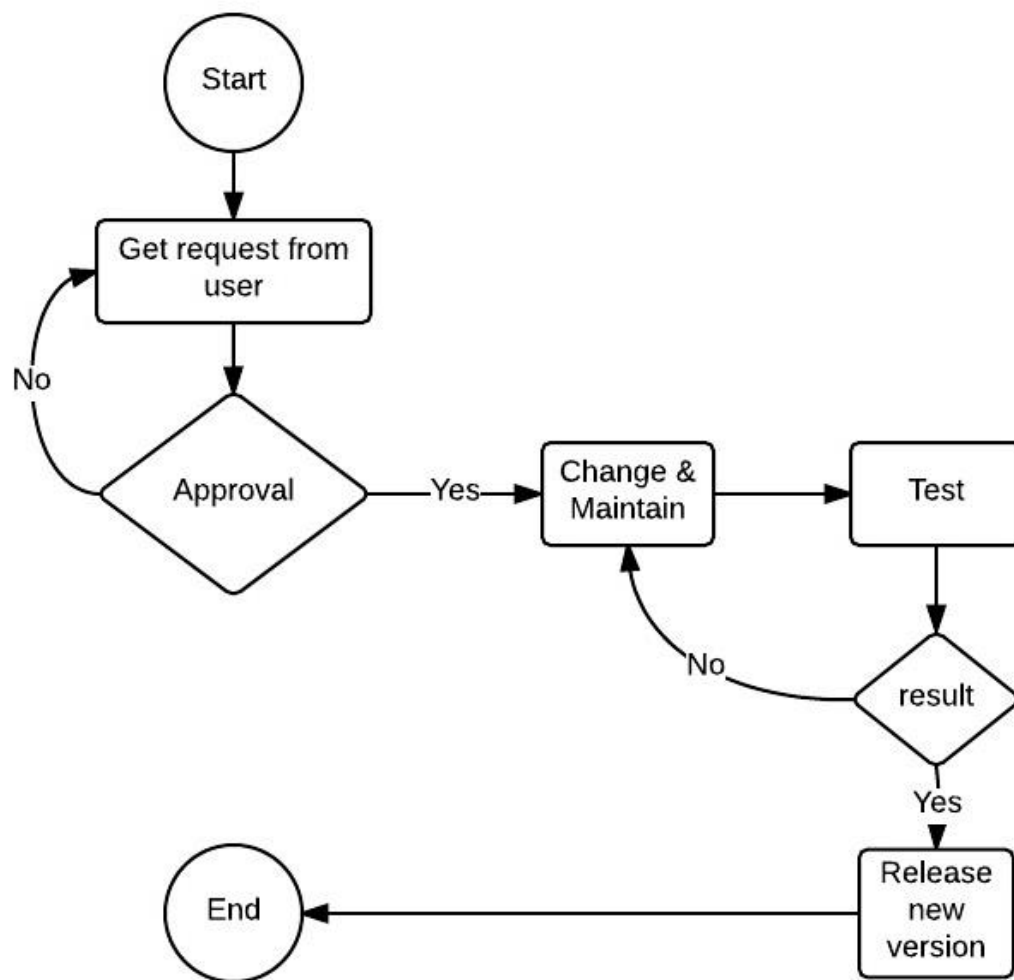 Start
Get request from
user
No
Approval
Yes
Change &
Maintain
Test
No
result
Yes
Release
new
version
End